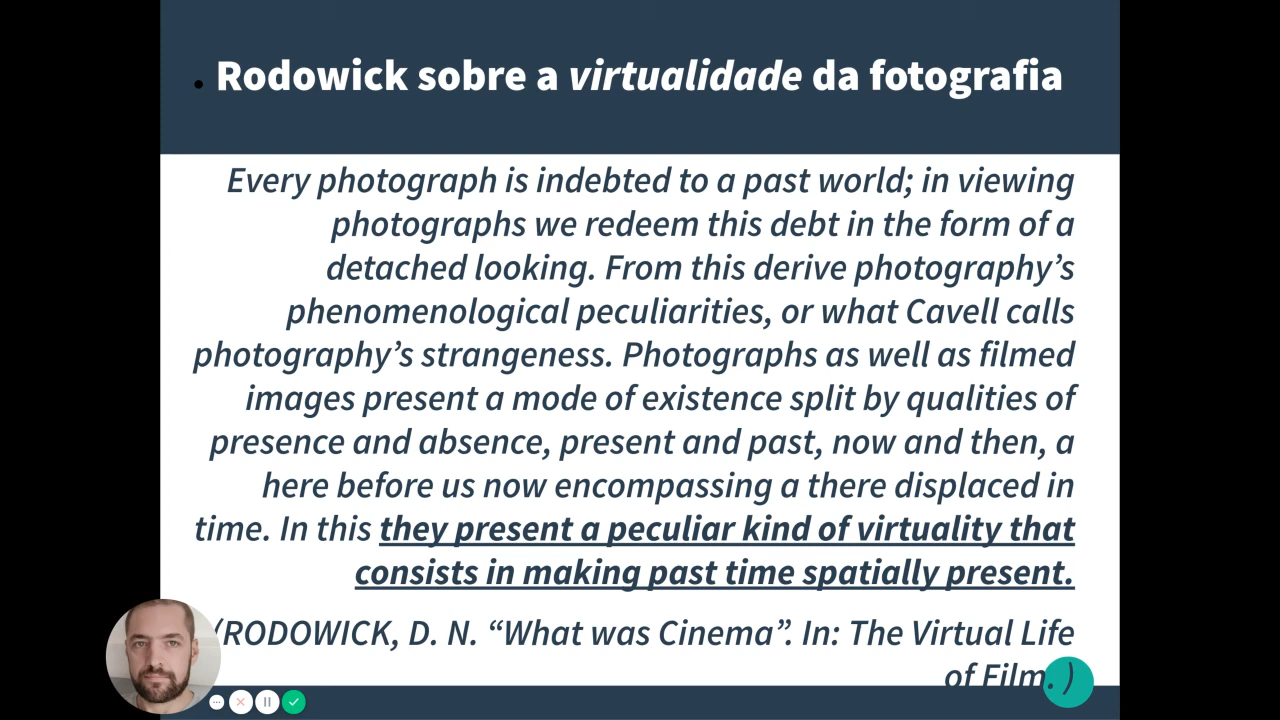 . Rodowick sobre a virtualidade da fotografia
Every photograph is indebted to a past world; in viewing
photographs we redeem this debt in the form of a
detached looking. From this derive photography’s
phenomenological peculiarities, or what Cavell calls
photography’s strangeness. Photographs as well as filmed
images present a mode of existence split by qualities of
presence and absence, present and past, now and then, a
here before us now encompassing a there displaced in
time. In this they present a peculiar kind of virtuality that
consists in making past time spatially present.
(RODOWICK, D. N. “What was Cinema”. In: The Virtual Life
of Film.)